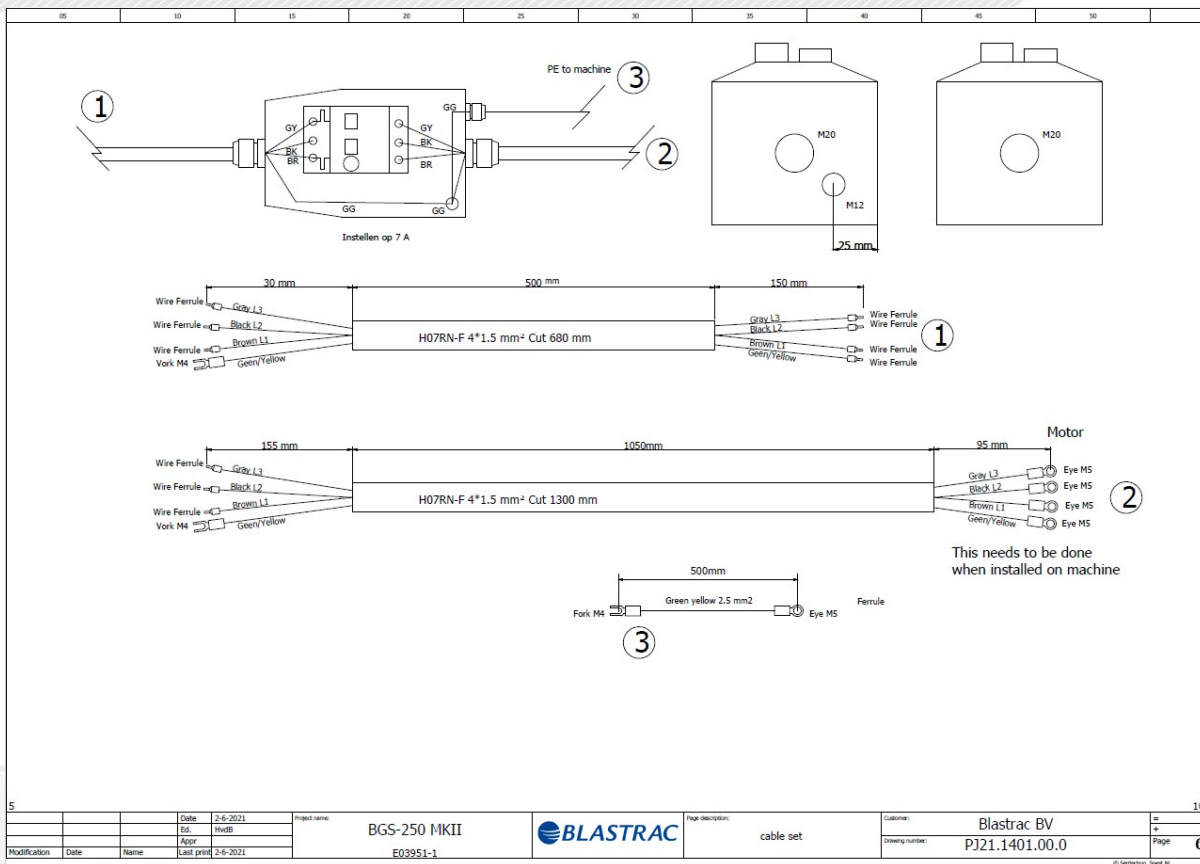 05 10 15 20 25 30 35 40 45 50
1
PE to machine
3
GG
GY
GY
BK
BK
BR
BR
2
GG
GG
Instellen op 7 A
M20
M12
25 mm
M20
30 mm
500 mm
150 mm
Wire Ferrule Gray L3
Wire Ferrule Black L2
Wire Ferrule Brown L1
Vork M4 Geen/Yellow
H07RN-F 4*1.5 mm² Cut 680 mm
Gray L3 Wire Ferrule
Black L2 Wire Ferrule
Brown L1 Wire Ferrule
Geen/Yellow Wire Ferrule
1
155 mm
1050mm
95 mm
Motor
Wire Ferrule Gray L3
Wire Ferrule Black L2
Wire Ferrule Brown L1
Vork M4 Geen/Yellow
H07RN-F 4*1.5 mm² Cut 1300 mm
Gray L3 Eye M5
Black L2 Eye M5
Brown L1 Eye M5
Geen/Yellow Eye M5
2
This needs to be done
when installed on machine
500mm
Fork M4 Green yellow 2.5 mm2 Eye M5
Ferrule
3
5
Modification Date Name
Date 2-6-2021
Ed. HvdB
Appr
Last print 2-6-2021
Project name:
BGS-250 MKII
E03951-1
BLASTRAC
Page description:
cable set
Customer: Blastrac BV
Drawing number: PJ21.1401.00.0
=
+
Page